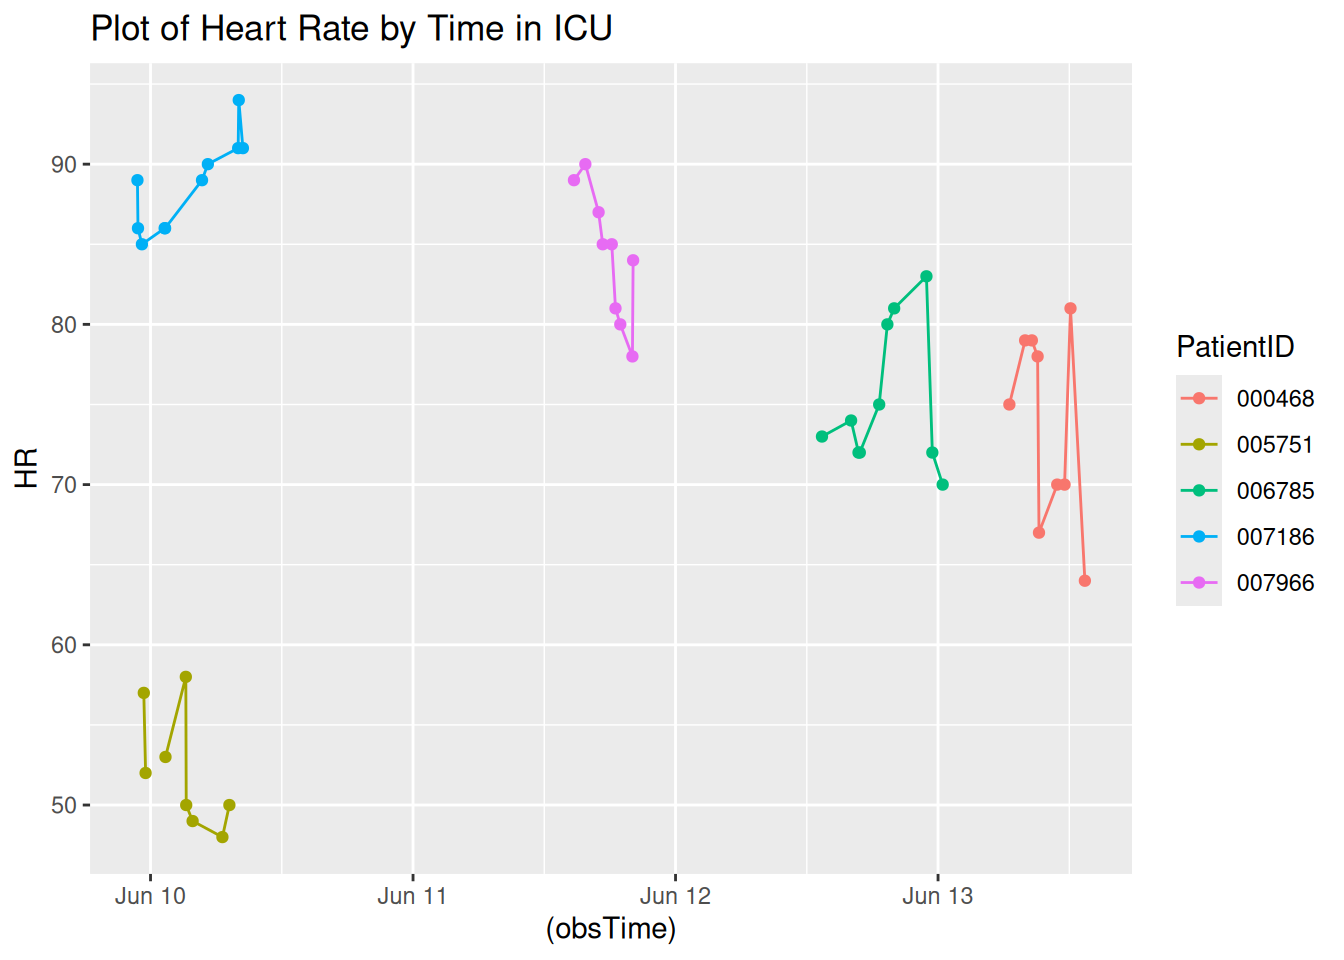 Plot of Heart Rate by Time in ICU
HR
90
80
70
60
50
Jun 10 Jun 11 Jun 12 Jun 13
(obsTime)
PatientID
000468
005751
006785
007186
007966